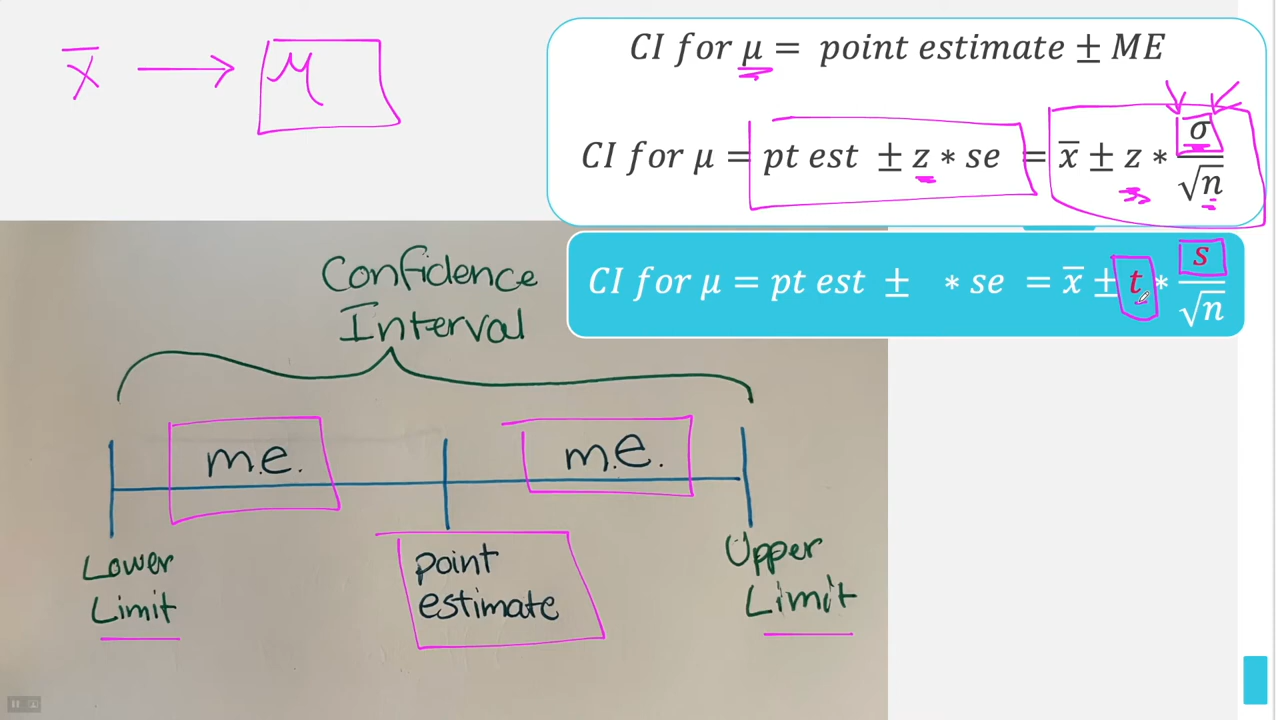 x̄ → μ
CI for μ = point estimate ± ME
CI for μ = pt est ± z * se = x̄ ± z * σ/√n
CI for μ = pt est ± * se = x̄ ± t * s/√n
Confidence
Interval
m.e. m.e.
Lower
Limit
point
estimate
Upper
Limit